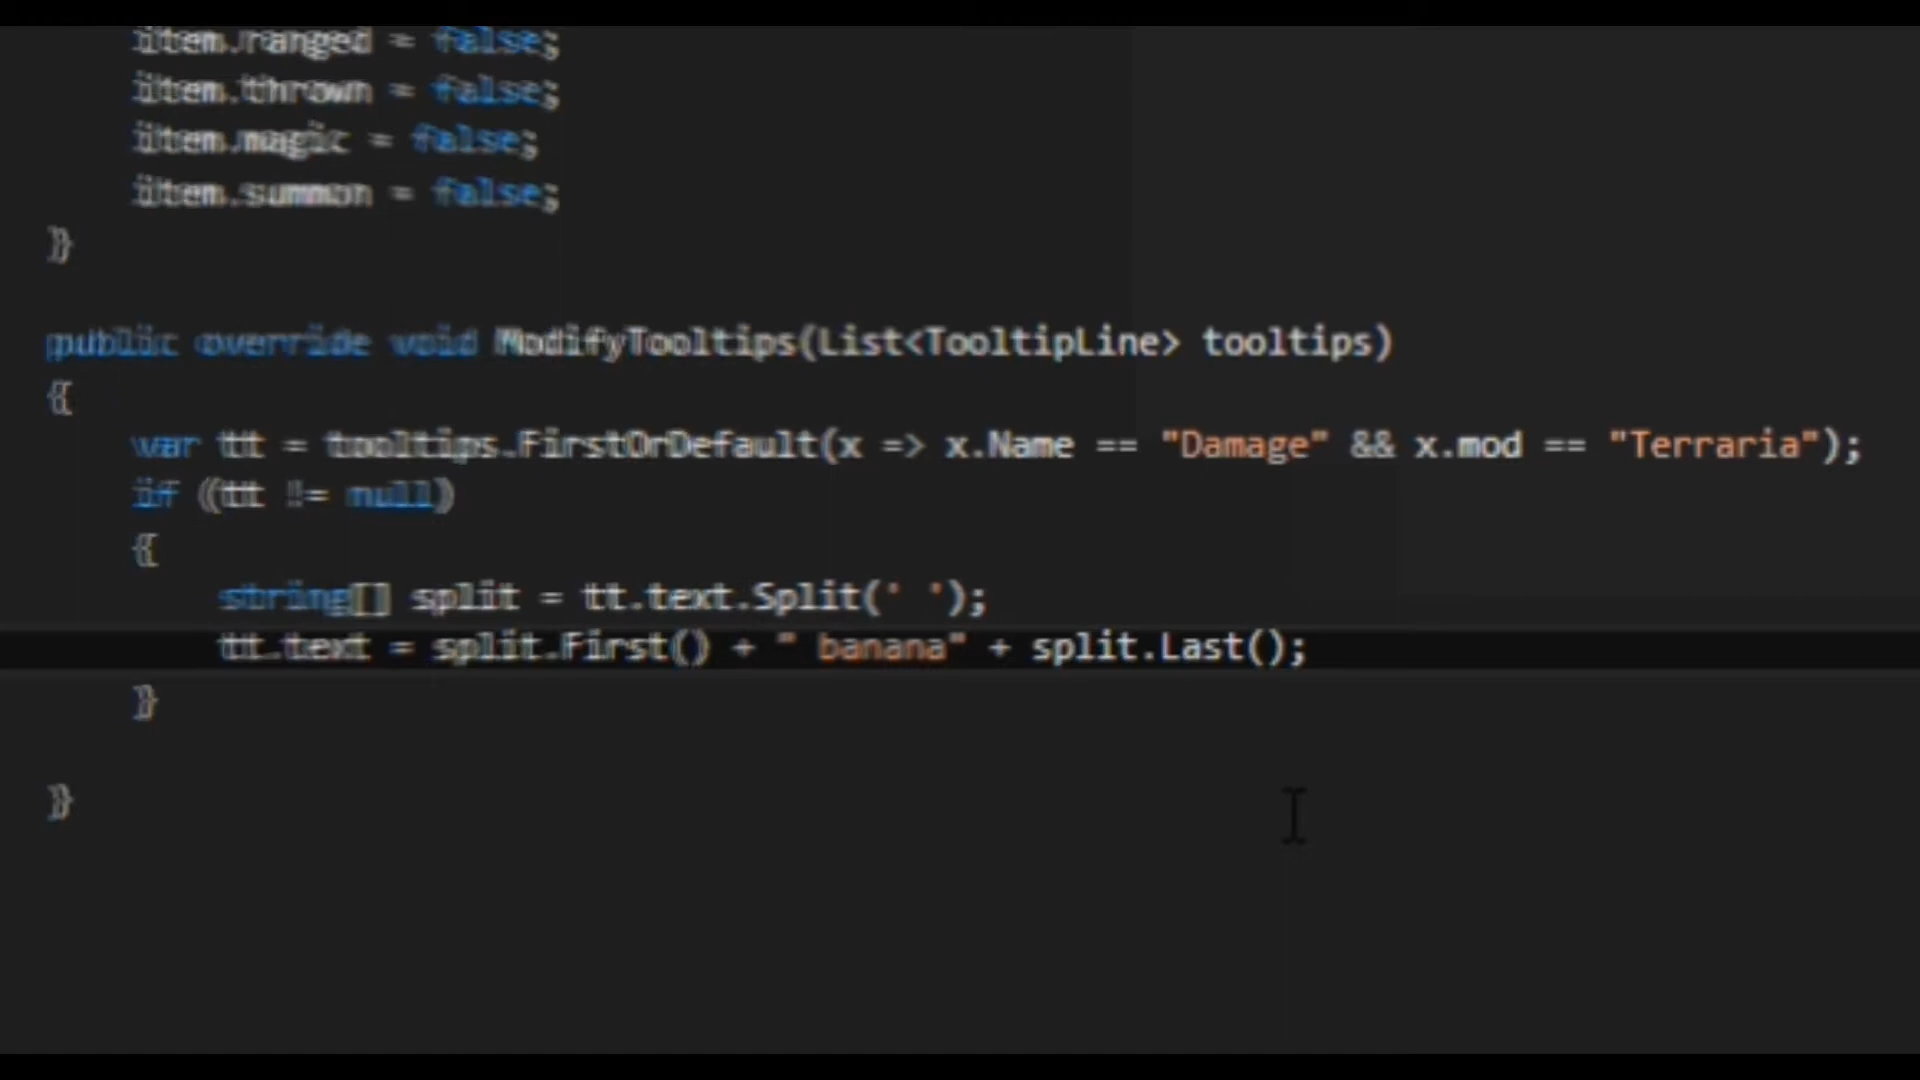 item.ranged = false;
item.thrown = false;
item.magic = false;
item.summon = false;
}
public override void ModifyTooltips(List<TooltipLine> tooltips)
{
var tt = tooltips.FirstOrDefault(x => x.Name == "Damage" && x.mod == "Terraria");
if (tt != null)
{
string[] split = tt.text.Split(' ');
tt.text = split.First() + " banana" + split.Last();
}
}